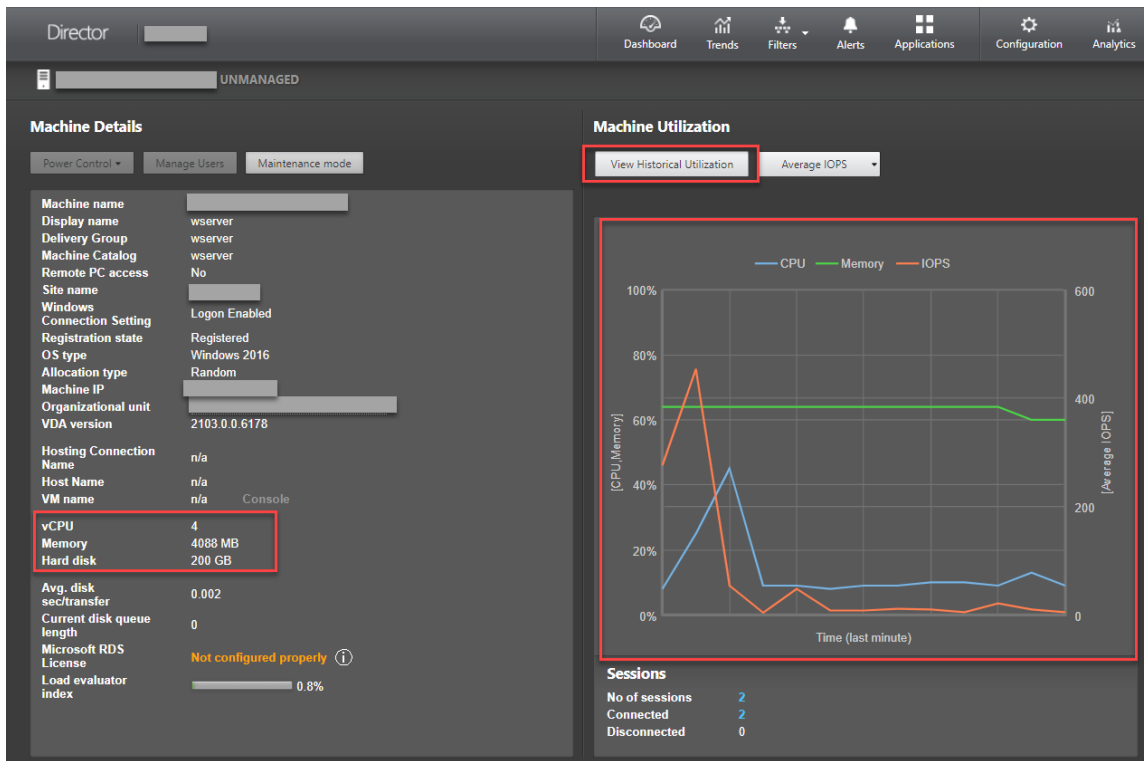 Director
Dashboard Trends Filters Alerts Applications Configuration Analytics
UNMANAGED
Machine Details
Power Control Manage Users Maintenance mode
Machine name
Display name wserver
Delivery Group wserver
Machine Catalog wserver
Remote PC access No
Site name
Windows
Connection Setting Logon Enabled
Registration state Registered
OS type Windows 2016
Allocation type Random
Machine IP
Organizational unit
VDA version 2103.0.0.6178
Hosting Connection
Name n/a
Host Name n/a
VM name n/a Console
vCPU 4
Memory 4088 MB
Hard disk 200 GB
Avg. disk
sec/transfer 0.002
Current disk queue
length 0
Microsoft RDS
License Not configured properly
Load evaluator
index 0.8%
Machine Utilization
View Historical Utilization Average IOPS
CPU Memory IOPS
100% 600
80%
60% 400
40%
200
20%
0% 0
[CPU,Memory]
[Average IOPS]
Time (last minute)
Sessions
No of sessions 2
Connected 2
Disconnected 0